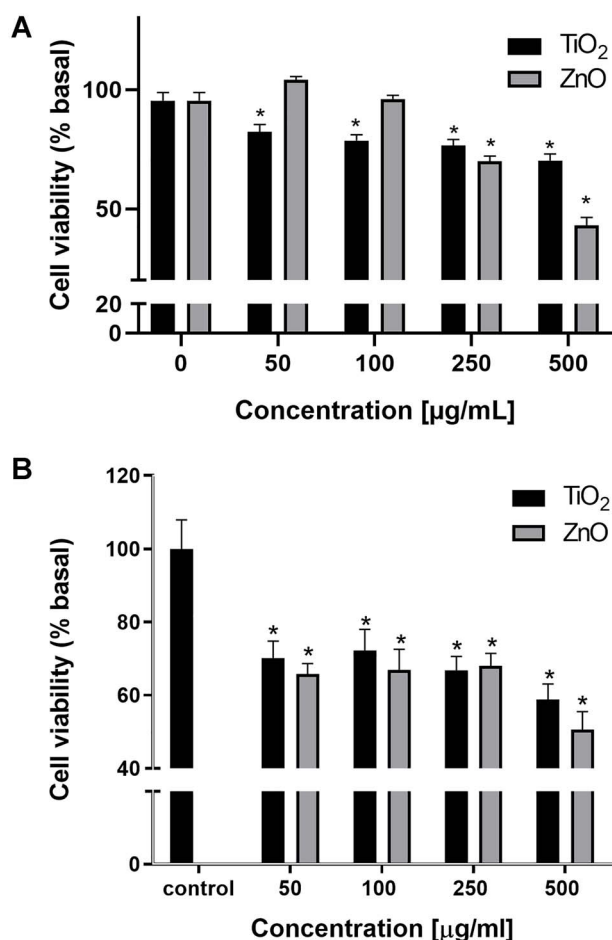 A
TiO₂
ZnO
Cell viability (% basal)
100
50
20
0
* * * * * *
0 50 100 250 500
Concentration [µg/mL]
B
TiO₂
ZnO
Cell viability (% basal)
120
100
80
60
40
0
* * * * * * * *
control 50 100 250 500
Concentration [µg/ml]